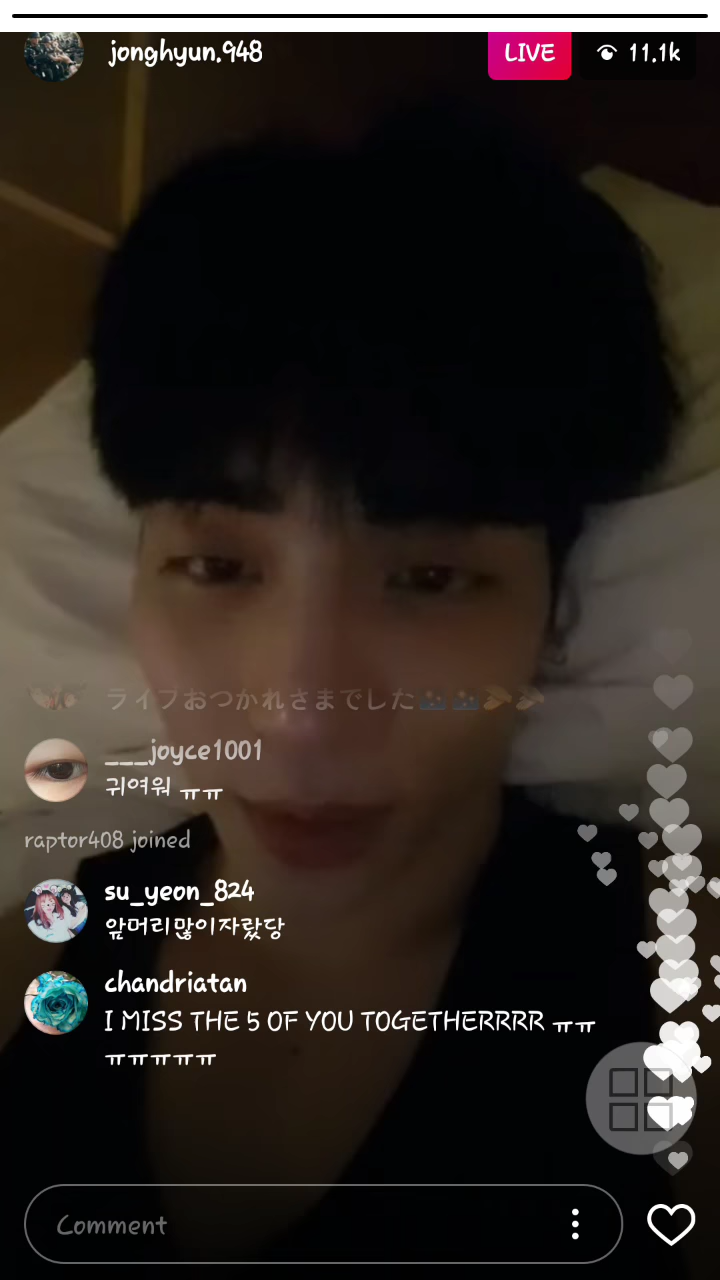 jonghyun.948
LIVE
11.1k
ライブおつかれさまでした
___joyce1001
귀여워 ㅠㅠ
raptor408 joined
su_yeon_824
앞머리많이자랐당
chandriatan
I MISS THE 5 OF YOU TOGETHERRRR ㅠㅠ
ㅠㅠㅠㅠㅠ
Comment